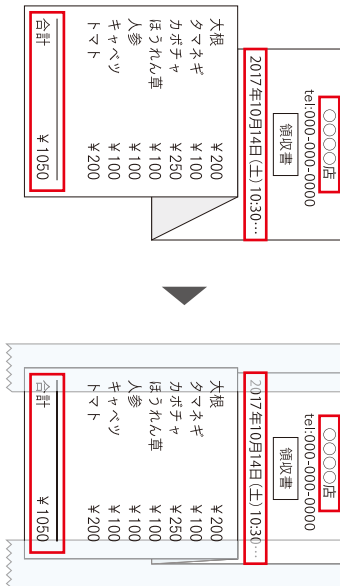 ○○○○店
tel:000-000-0000
領収書
2017年10月14日(土)10:30…
大根 ¥200
タマネギ ¥100
カボチャ ¥250
ほうれん草 ¥100
人参 ¥100
キャベツ ¥100
トマト ¥200
合計 ¥1050
○○○○店
tel:000-000-0000
領収書
2017年10月14日(土)10:30…
大根 ¥200
タマネギ ¥100
カボチャ ¥250
ほうれん草 ¥100
人参 ¥100
キャベツ ¥100
トマト ¥200
合計 ¥1050